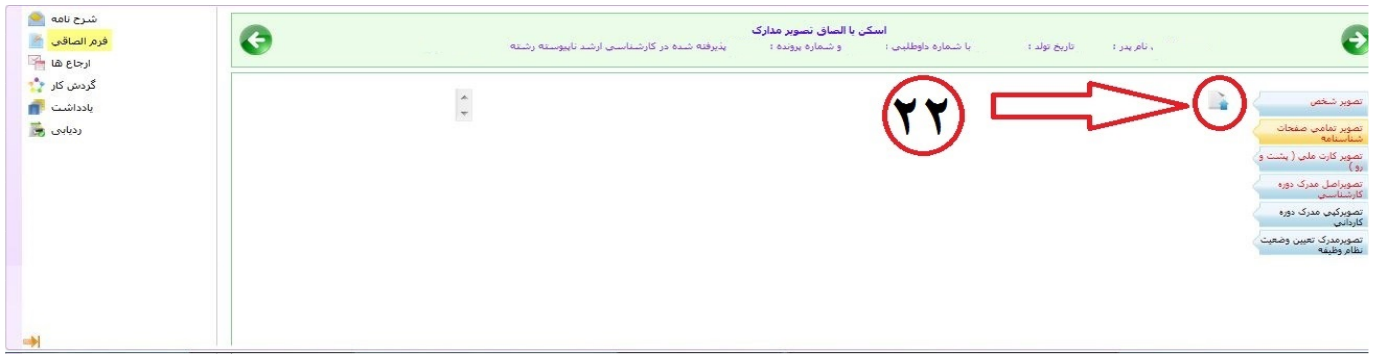 اسکن یا الصاق تصویر مدارک
، نام پدر : تاریخ تولد : با شماره داوطلبی : و شماره پرونده : پذیرفته شده در کارشناسی ارشد ناپیوسته رشته
تصویر شخص
تصویر تمامی صفحات
شناسنامه
تصویر کارت ملی ( پشت و
رو )
تصویراصل مدرک دوره
کارشناسی
تصویرکپی مدرک دوره
کاردانی
تصویرمدرک تعیین وضعیت
نظام وظیفه
۲۲
شرح نامه
فرم الصاقی
ارجاع ها
گردش کار
یادداشت
ردیابی